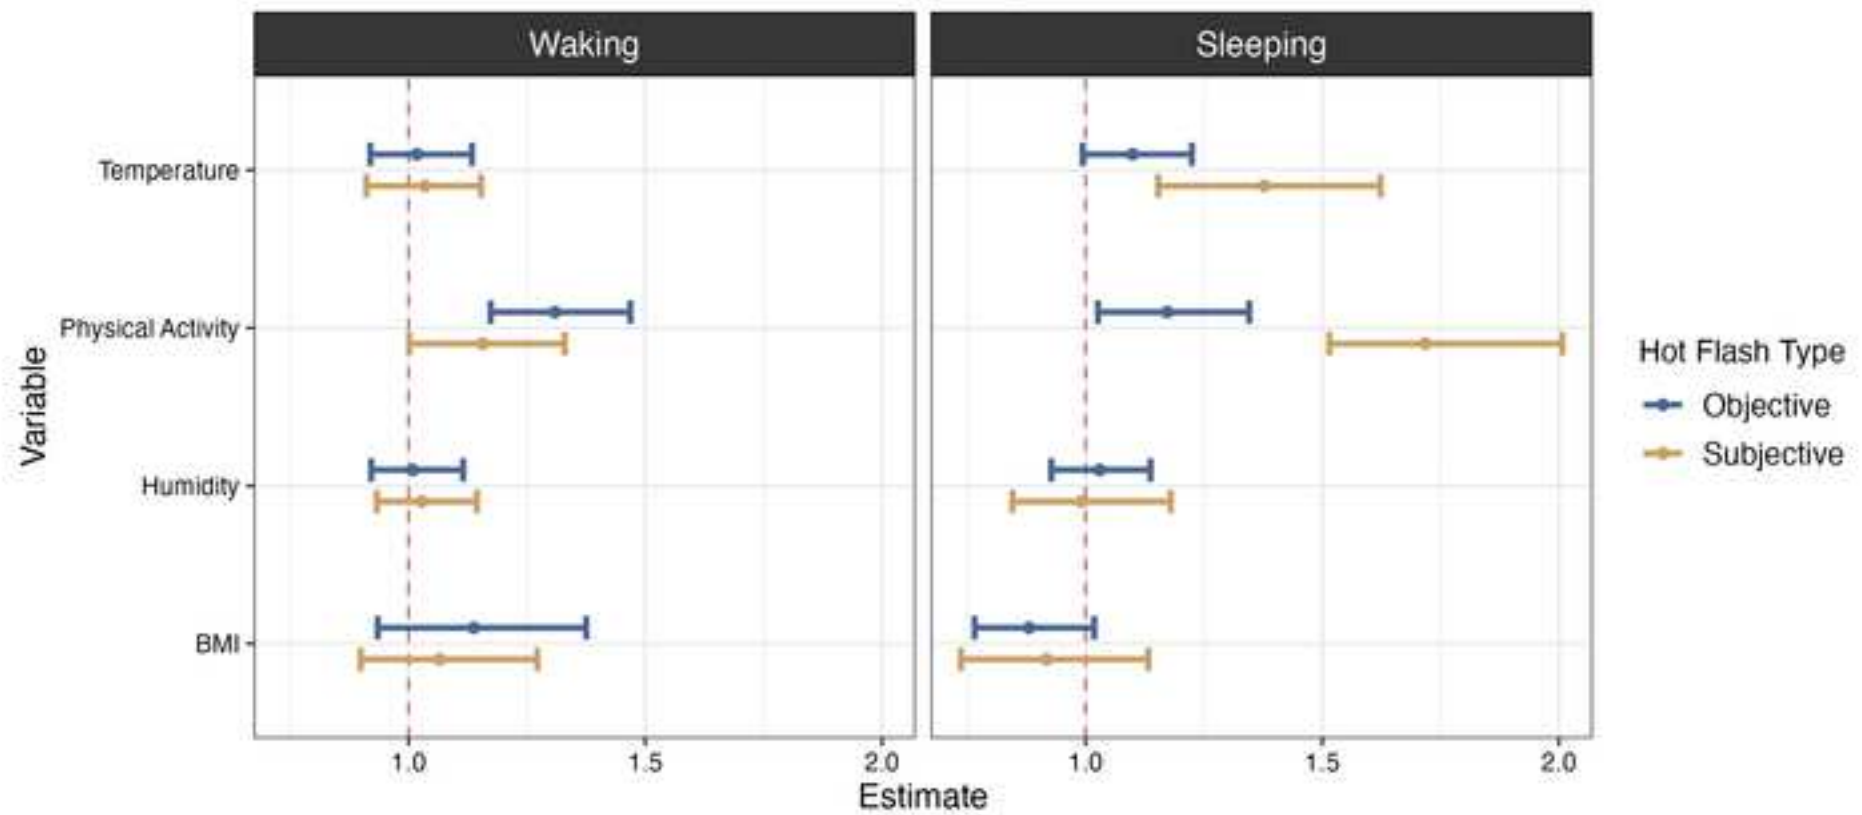 Waking
Sleeping
Temperature
Physical Activity
Humidity
BMI
Variable
1.0 1.5 2.0
1.0 1.5 2.0
Estimate
Hot Flash Type
Objective
Subjective